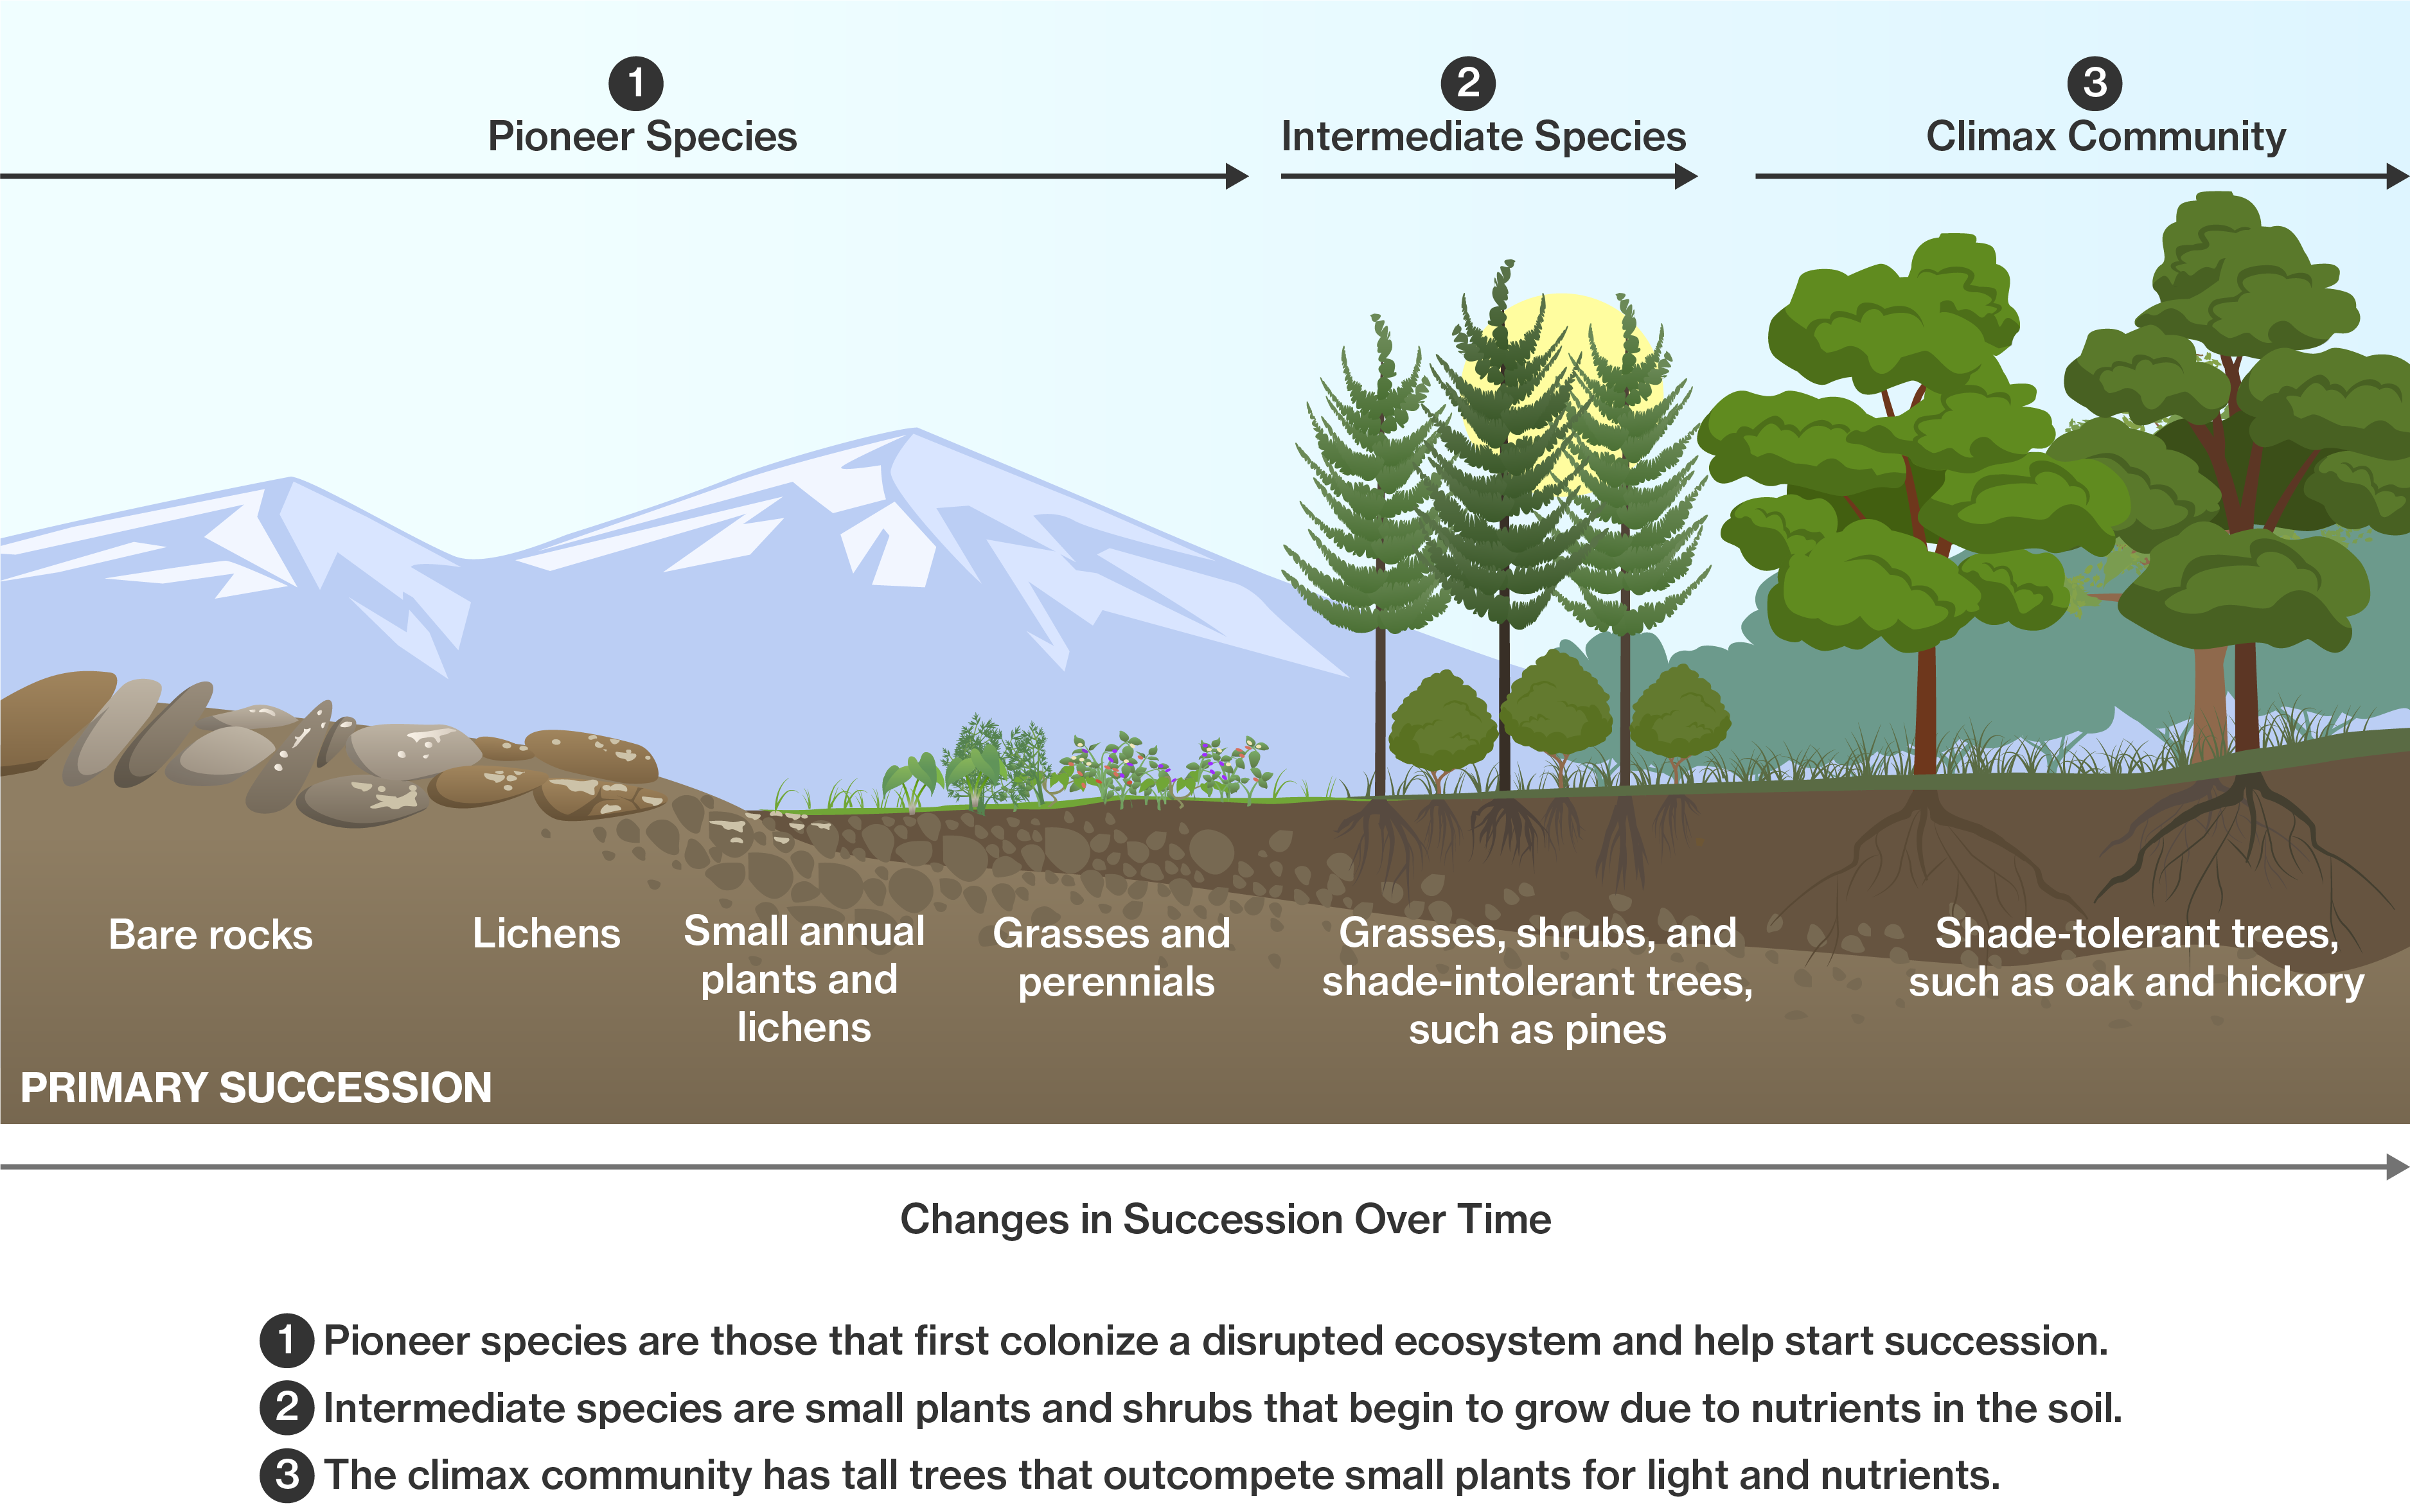 1
Pioneer Species
2
Intermediate Species
3
Climax Community
Bare rocks
Lichens
Small annual
plants and
lichens
Grasses and
perennials
Grasses, shrubs, and
shade-intolerant trees,
such as pines
Shade-tolerant trees,
such as oak and hickory
PRIMARY SUCCESSION
Changes in Succession Over Time
1 Pioneer species are those that first colonize a disrupted ecosystem and help start succession.
2 Intermediate species are small plants and shrubs that begin to grow due to nutrients in the soil.
3 The climax community has tall trees that outcompete small plants for light and nutrients.